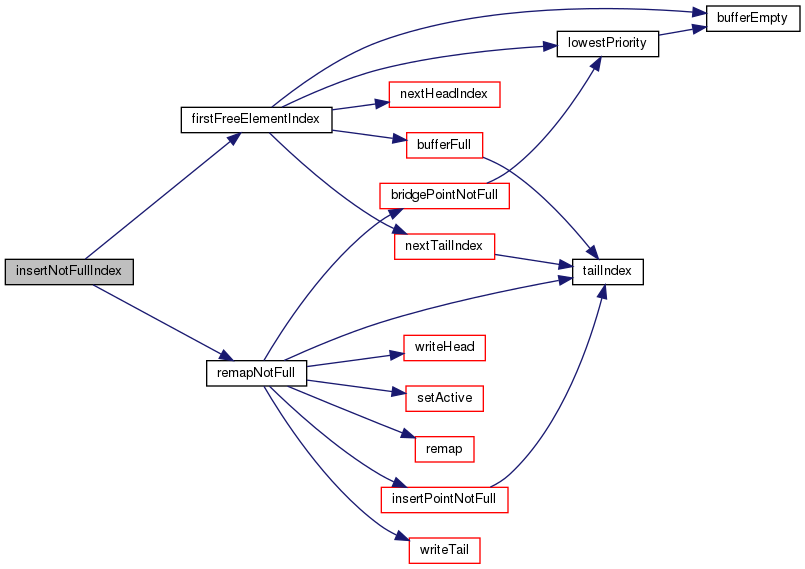 bufferEmpty
lowestPriority
nextHeadIndex
firstFreeElementIndex
bufferFull
bridgePointNotFull
nextTailIndex
insertNotFullIndex
tailIndex
writeHead
remapNotFull
setActive
remap
insertPointNotFull
writeTail